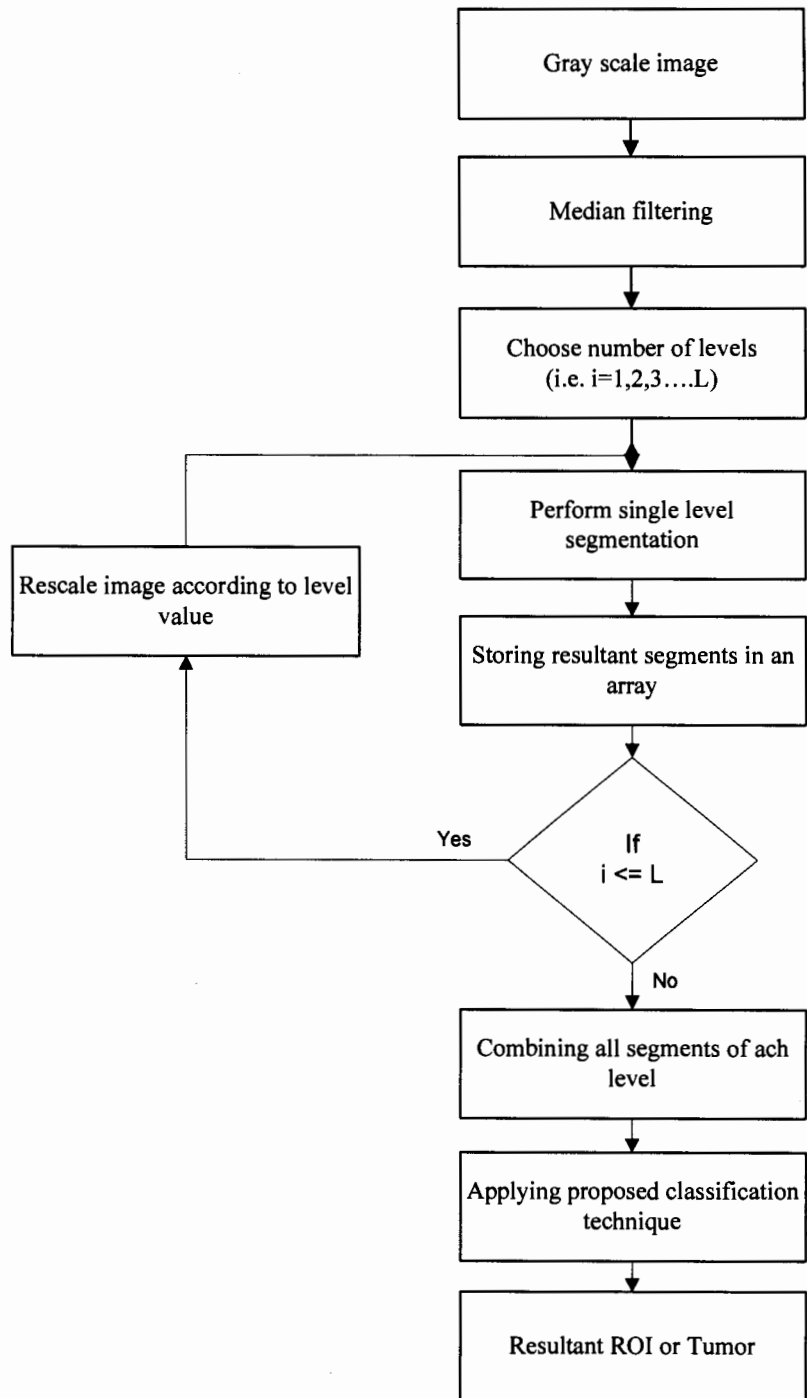 Gray scale image
Median filtering
Choose number of levels
(i.e. i=1,2,3....L)
Perform single level
segmentation
Rescale image according to level
value
Storing resultant segments in an
array
Yes
If
i <= L
No
Combining all segments of ach
level
Applying proposed classification
technique
Resultant ROI or Tumor